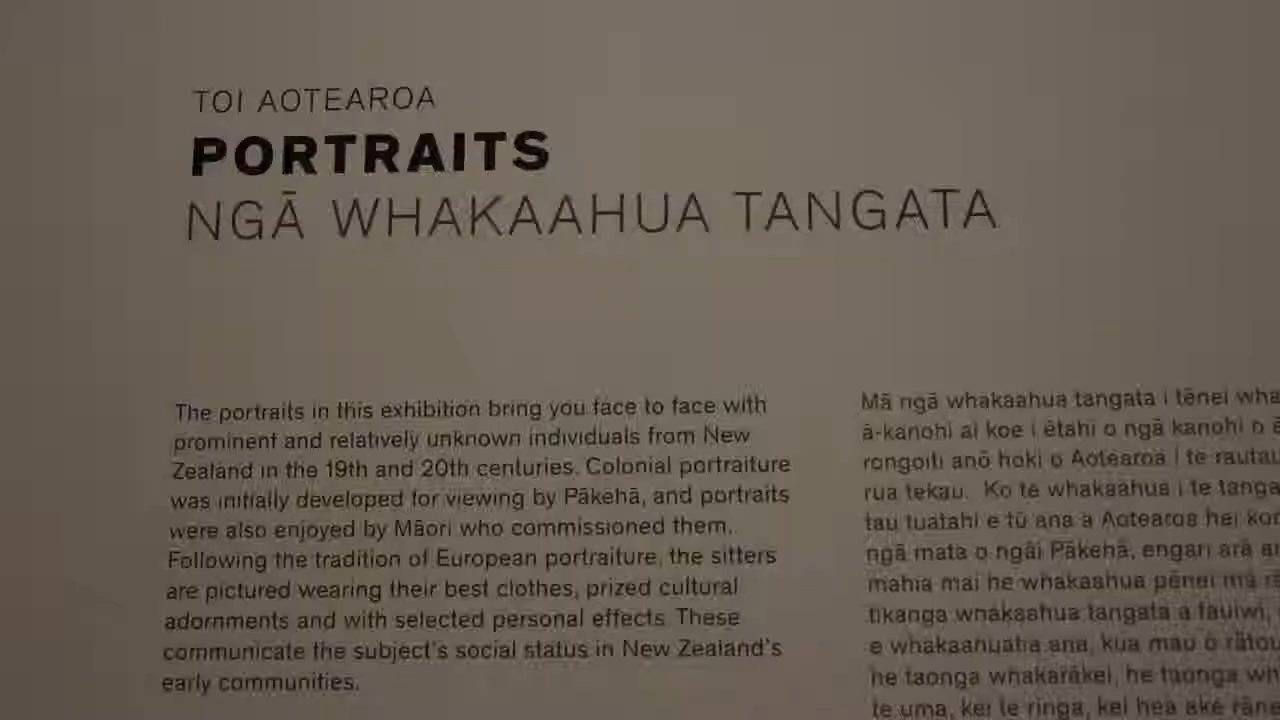 TOI AOTEAROA
PORTRAITS
NGĀ WHAKAAHUA TANGATA
The portraits in this exhibition bring you face to face with
prominent and relatively unknown individuals from New
Zealand in the 19th and 20th centuries. Colonial portraiture
was initially developed for viewing by Pākehā, and portraits
were also enjoyed by Māori who commissioned them.
Following the tradition of European portraiture, the sitters
are pictured wearing their best clothes, prized cultural
adornments and with selected personal effects. These
communicate the subject's social status in New Zealand's
early communities.
Mā ngā whakaahua tangata i tēnei
ā-kanohi ai koe i ētahi o ngā kanohi o
rongoiti anō hoki o Aotearoa i te
rua tekau. Ko te whakaahua i te
tau tuatahi e tū ana a Aotearoa hei
ngā mata o ngāi Pākehā, engari arā
mahia mai he whakaahua pēnei mā
tikanga whakaahua tangata a tauiwi,
e whakaahuatia ana, kua mau ō
he taonga whakarākei, he taonga
te uma, kei te ringa, kei hea ake